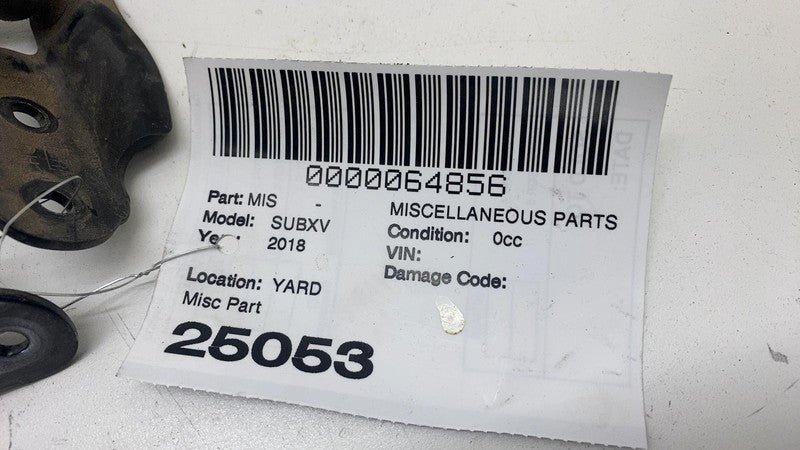 0000064856
Part: MIS - MISCELLANEOUS PARTS
Model: SUBXV Condition: 0cc
2018 VIN:
Damage Code:
Location: YARD
Misc Part
25053